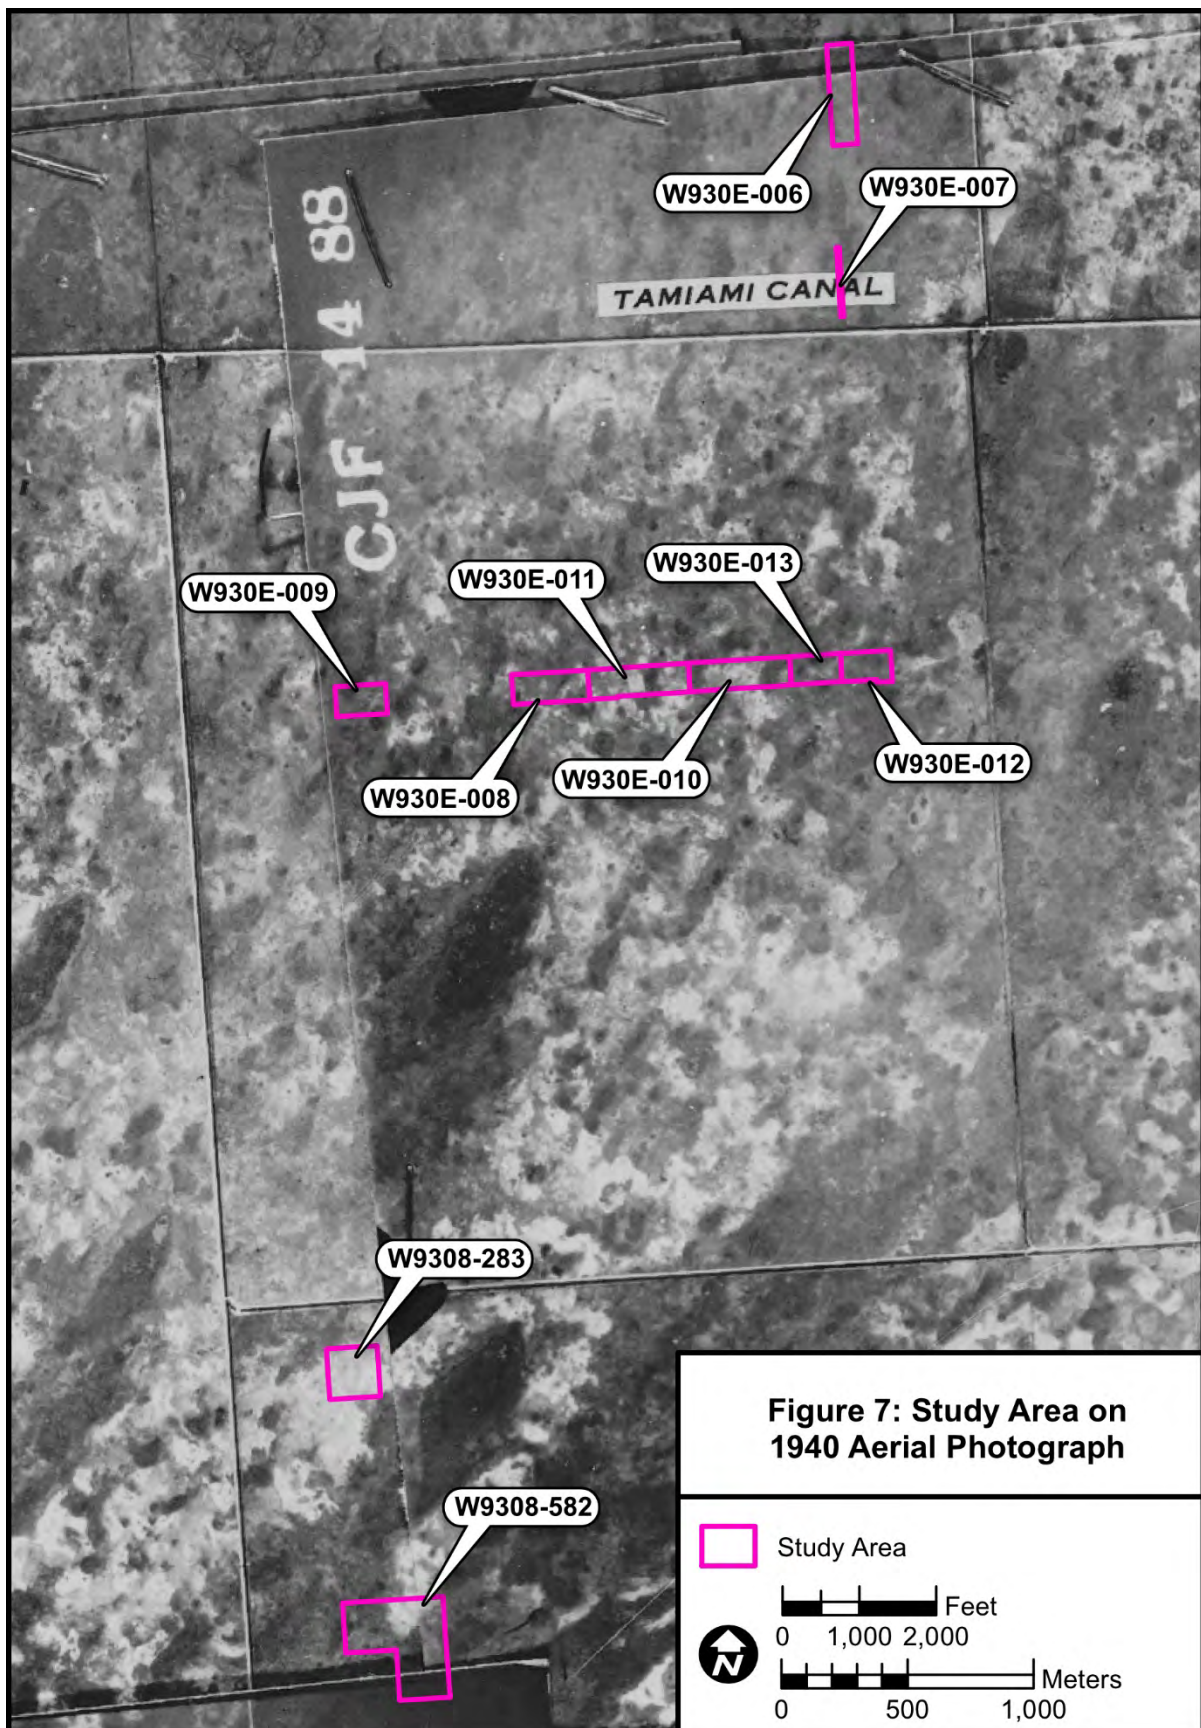 W930E-006
W930E-007
88
TAMIAMI CANAL
14
CJF
W930E-013
W930E-011
W930E-009
W930E-012
W930E-010
W930E-008
W9308-283
W9308-582
Figure 7: Study Area on
1940 Aerial Photograph
Study Area
Feet
0 1,000 2,000
N
Meters
0 500 1,000